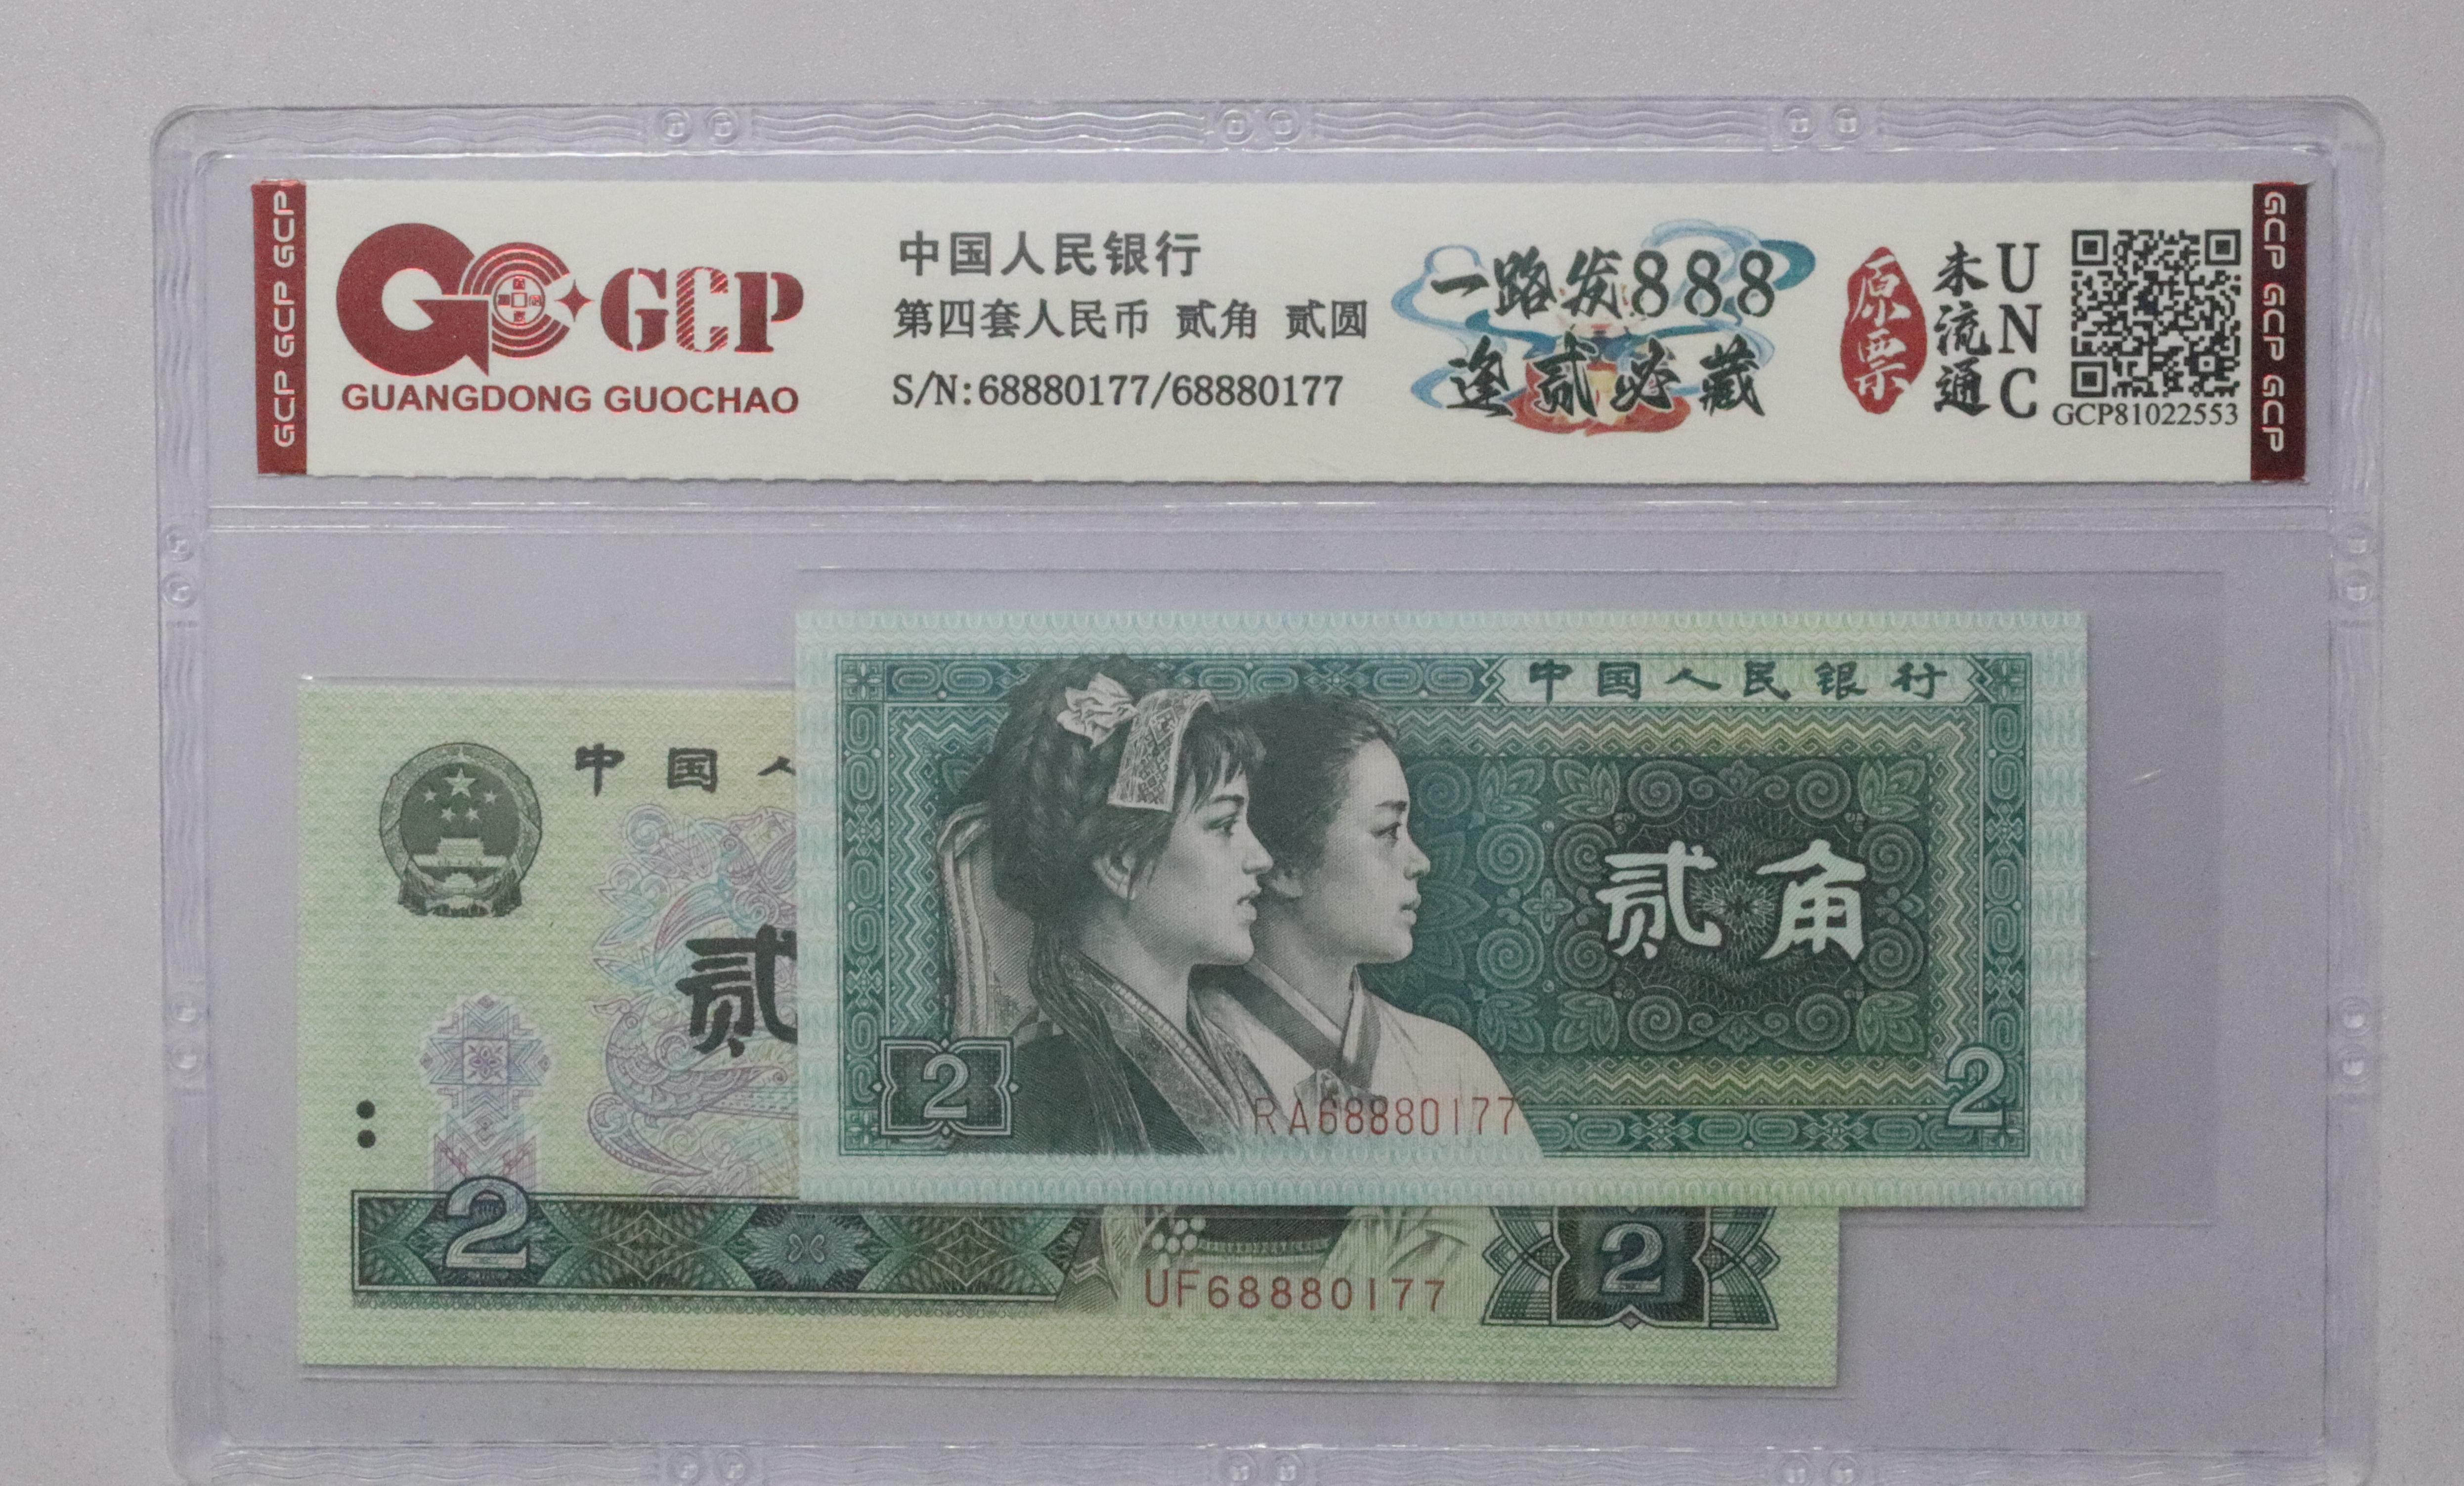 GCP GCP GCP
GCP
GUANGDONG GUOCHAO
中国人民银行
第四套人民币 贰角 贰圆
S/N:68880177/68880177
一路发888
逢贰必藏
原票
未流通
UNC
GCP81022553
GCP GCP GCP
中国人民银行
贰角
2
2
RA68880177
中国人
贰
2
2
UF68880177